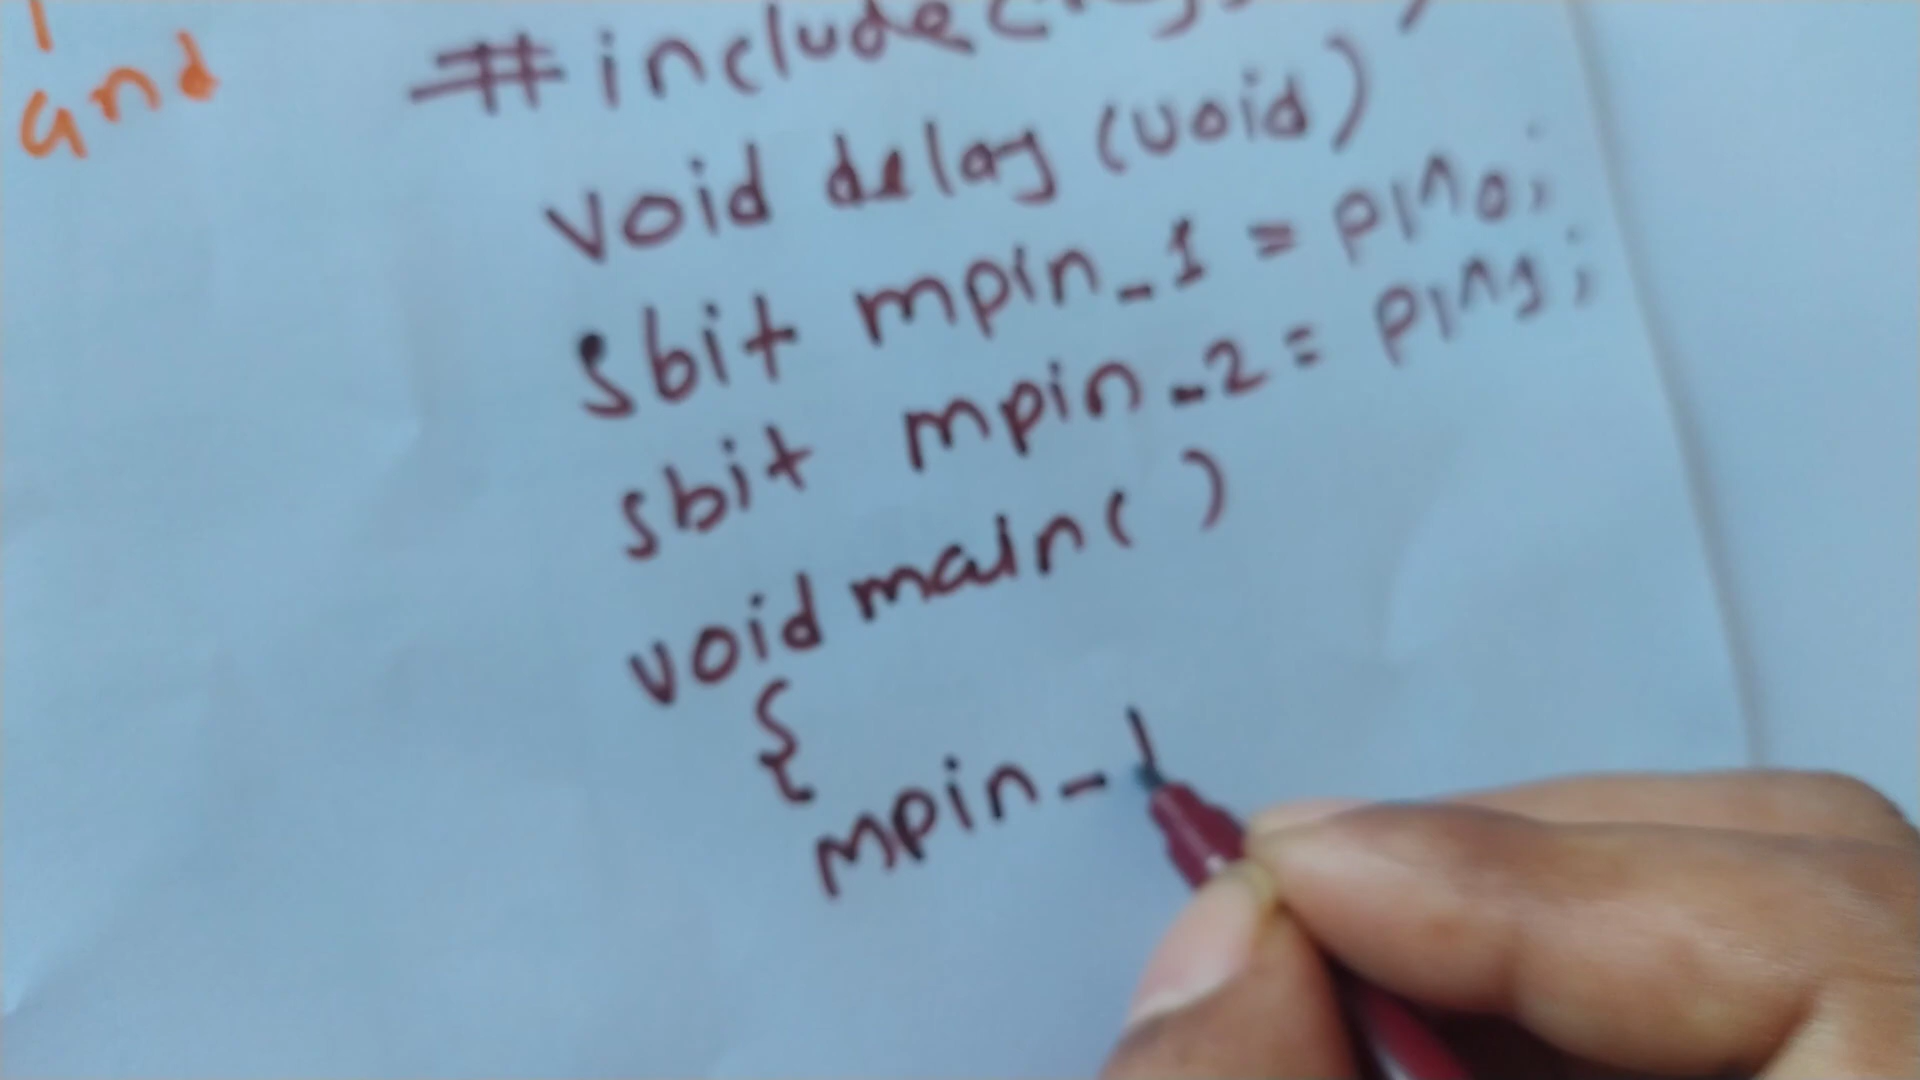 and
#include<
void delay (void)
sbit mpin_1 = P1^0;
sbit mpin_2 = P1^1;
void main( )
{
mpin_1